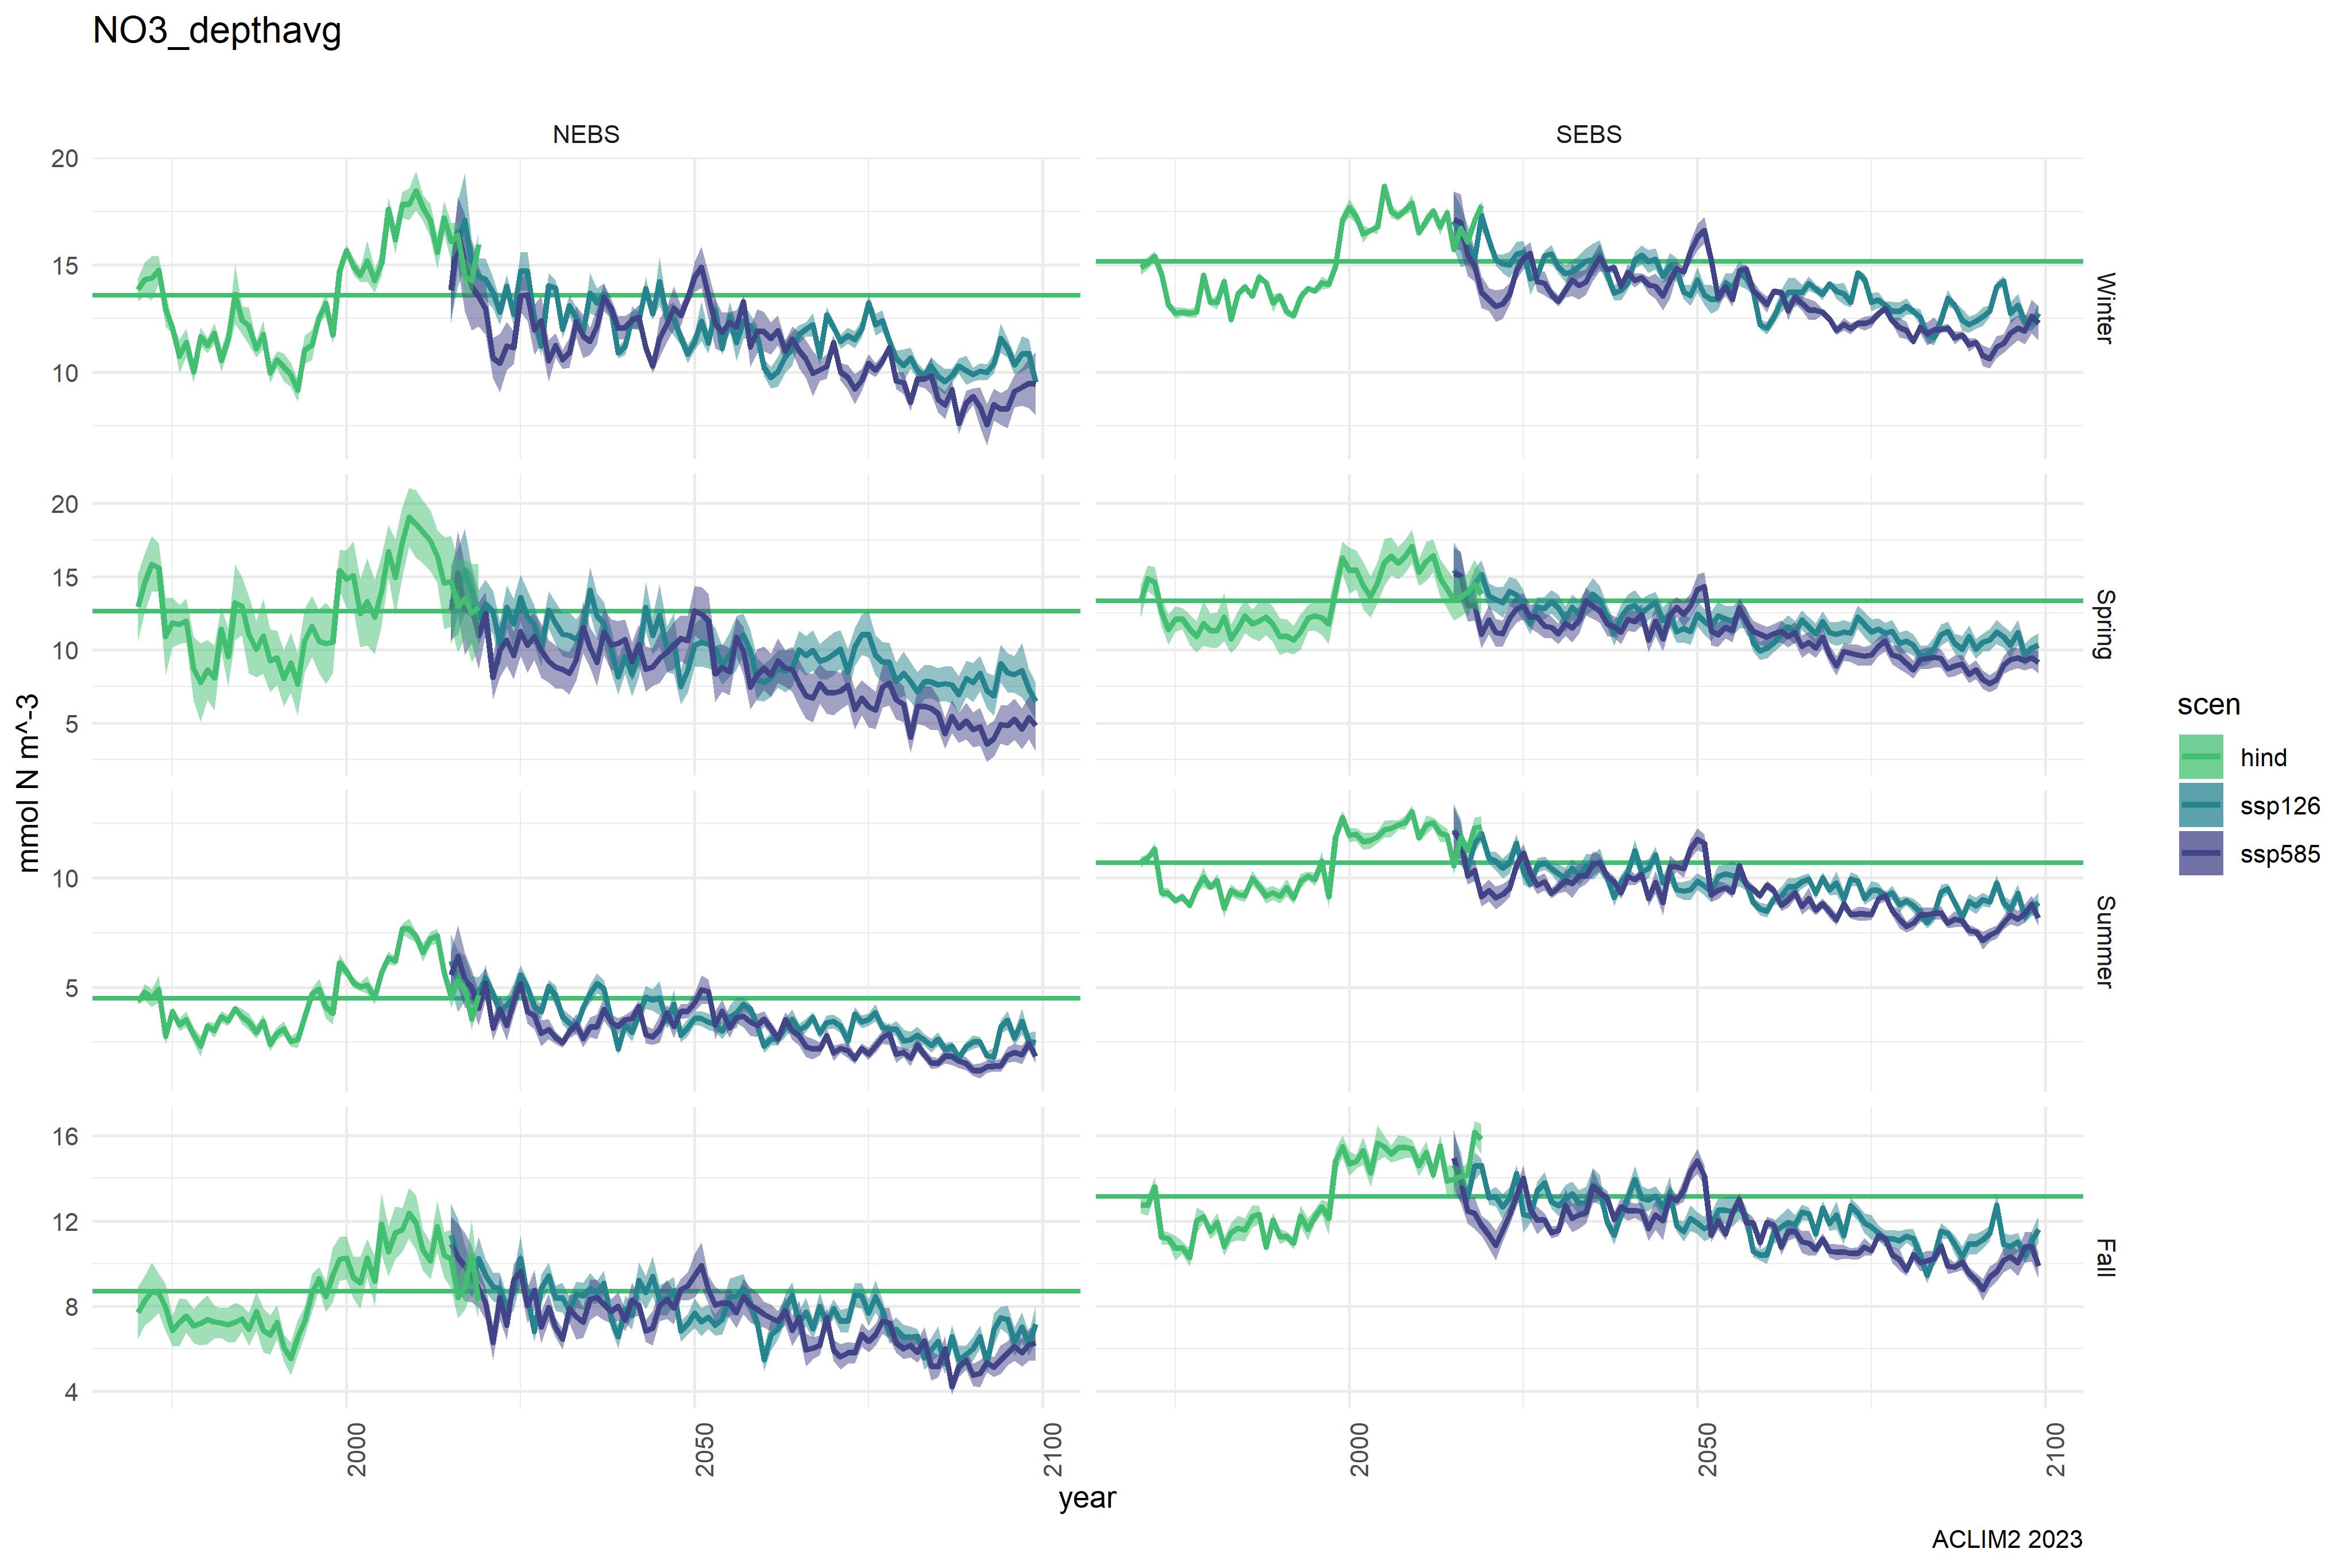 NO3_depthavg
NEBS
SEBS
20
15
10
Winter
20
15
10
5
Spring
10
5
Summer
16
12
8
4
Fall
mmol N m^-3
2000
2050
2100
2000
2050
2100
year
scen
hind
ssp126
ssp585
ACLIM2 2023